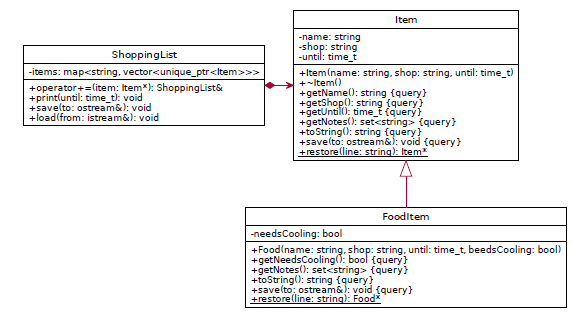 ShoppingList
-items: map<string, vector<unique_ptr<Item>>>
+operator+=(item: Item*): ShoppingList&
+print(until: time_t): void
+save(to: ostream&): void
+load(from: istream&): void
Item
-name: string
-shop: string
-until: time_t
+Item(name: string, shop: string, until: time_t)
+~Item()
+getName(): string {query}
+getShop(): string {query}
+getUntil(): time_t {query}
+getNotes(): set<string> {query}
+toString(): string {query}
+save(to: ostream&): void {query}
+restore(line: string): Item*
FoodItem
-needsCooling: bool
+Food(name: string, shop: string, until: time_t, beedsCooling: bool)
+getNeedsCooling(): bool {query}
+getNotes(): set<string> {query}
+toString(): string {query}
+save(to: ostream&): void {query}
+restore(line: string): Food*